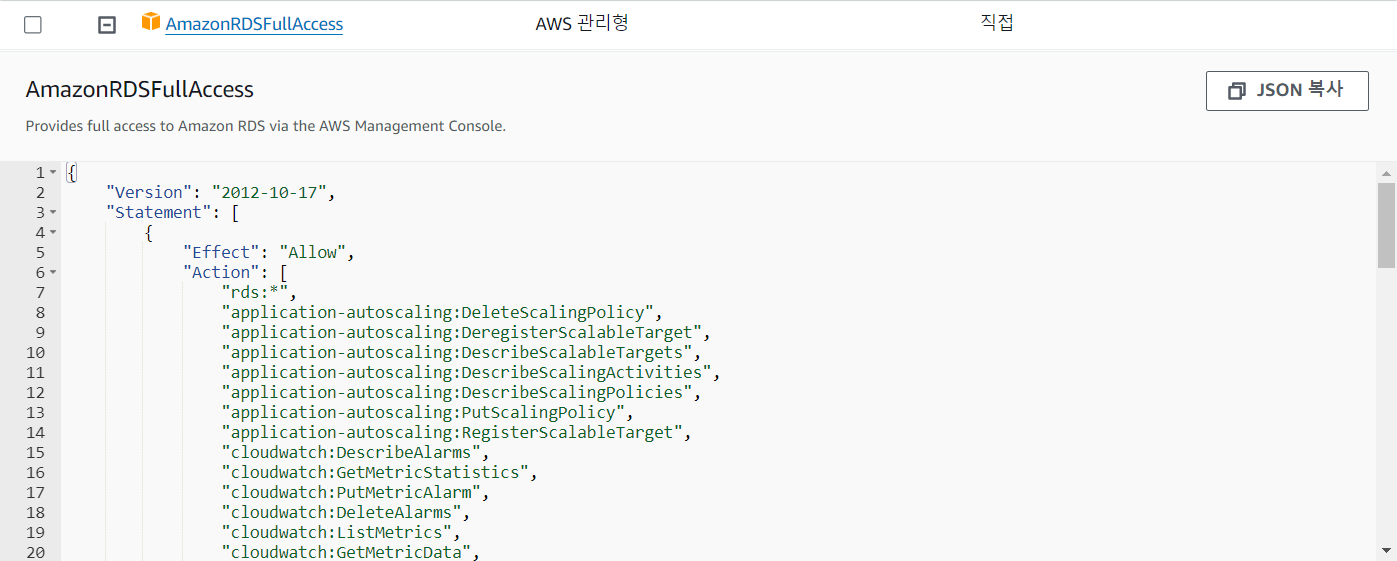 AmazonRDSFullAccess AWS 관리형 직접
AmazonRDSFullAccess
JSON 복사
Provides full access to Amazon RDS via the AWS Management Console.
1 {
2 "Version": "2012-10-17",
3 "Statement": [
4 {
5 "Effect": "Allow",
6 "Action": [
7 "rds:*",
8 "application-autoscaling:DeleteScalingPolicy",
9 "application-autoscaling:DeregisterScalableTarget",
10 "application-autoscaling:DescribeScalableTargets",
11 "application-autoscaling:DescribeScalingActivities",
12 "application-autoscaling:DescribeScalingPolicies",
13 "application-autoscaling:PutScalingPolicy",
14 "application-autoscaling:RegisterScalableTarget",
15 "cloudwatch:DescribeAlarms",
16 "cloudwatch:GetMetricStatistics",
17 "cloudwatch:PutMetricAlarm",
18 "cloudwatch:DeleteAlarms",
19 "cloudwatch:ListMetrics",
20 "cloudwatch:GetMetricData",